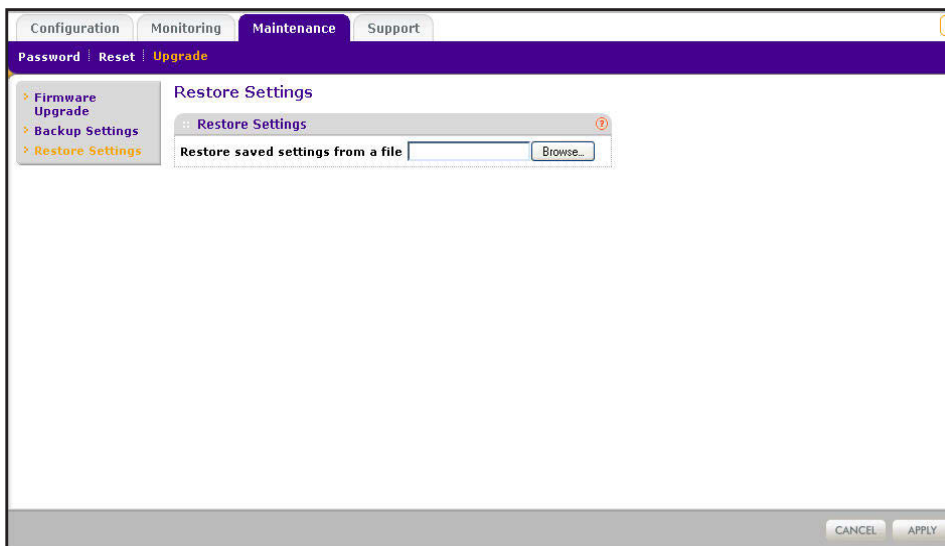 Configuration Monitoring Maintenance Support
Password Reset Upgrade
Firmware
Upgrade
Backup Settings
Restore Settings
Restore Settings
Restore Settings
Restore saved settings from a file Browse...
CANCEL APPLY